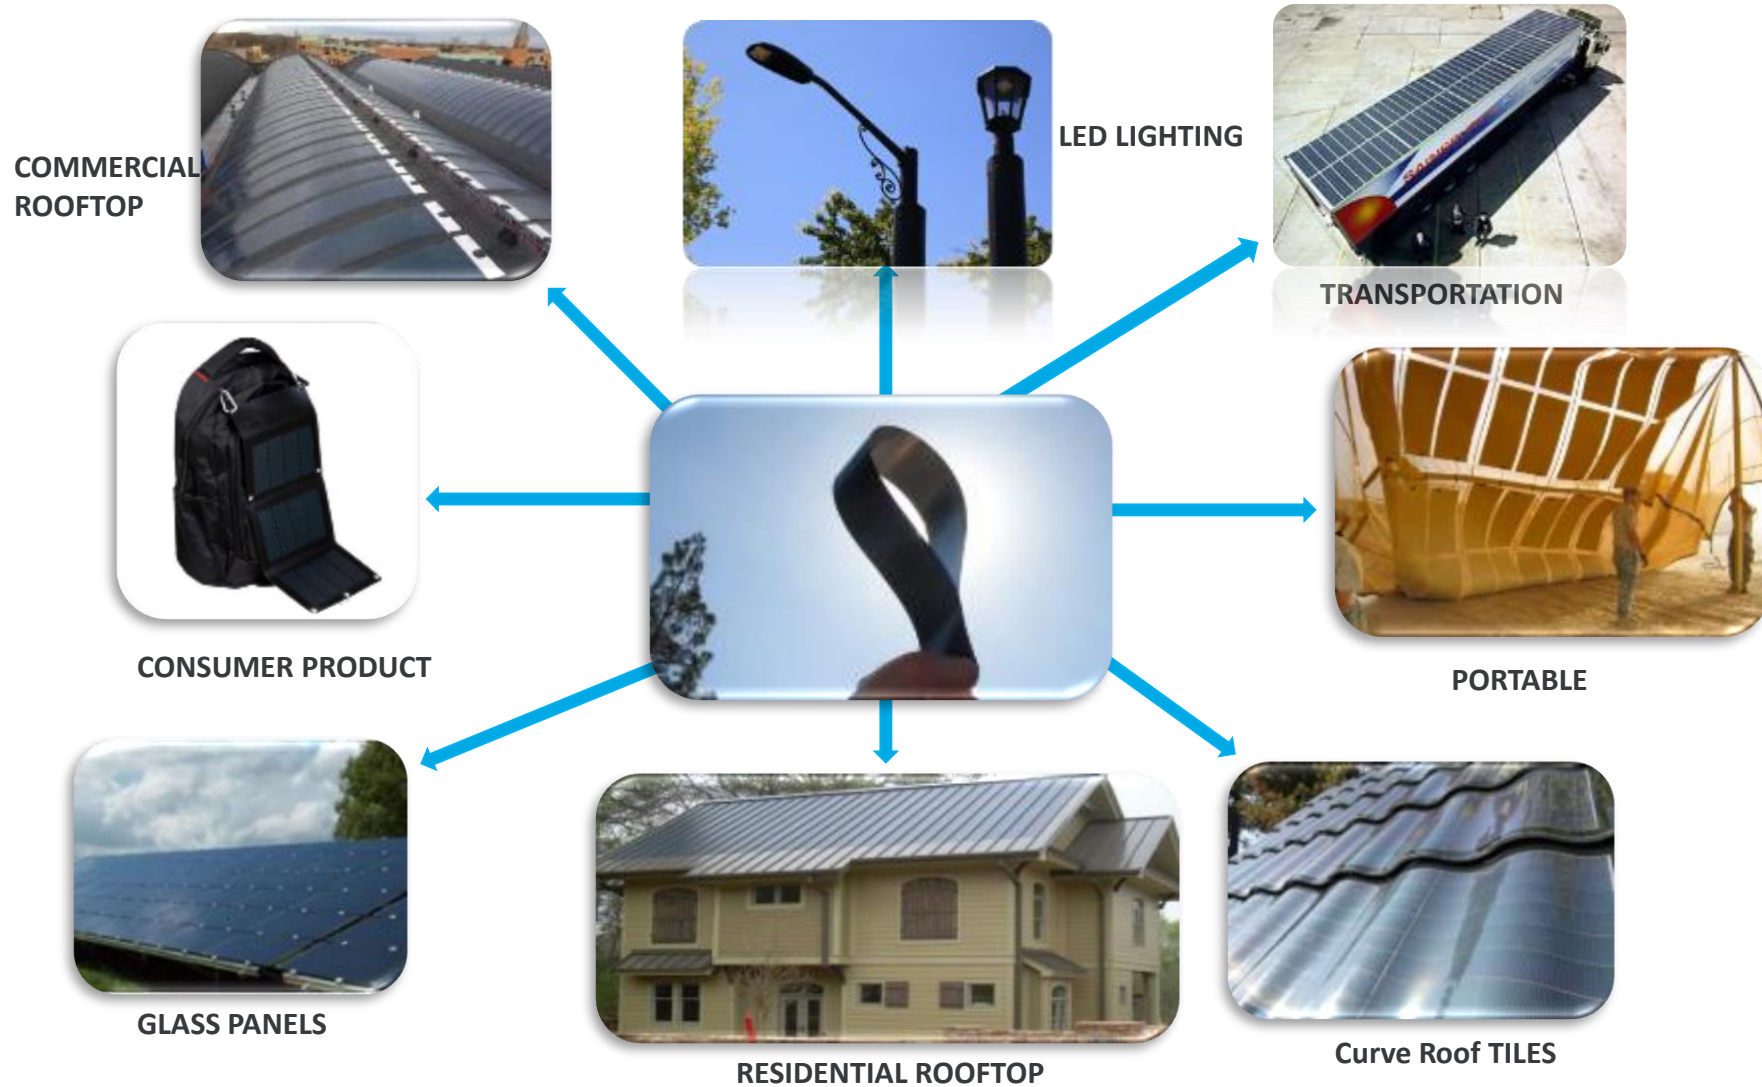 COMMERCIAL
ROOFTOP
LED LIGHTING
TRANSPORTATION
CONSUMER PRODUCT
PORTABLE
GLASS PANELS
RESIDENTIAL ROOFTOP
Curve Roof TILES